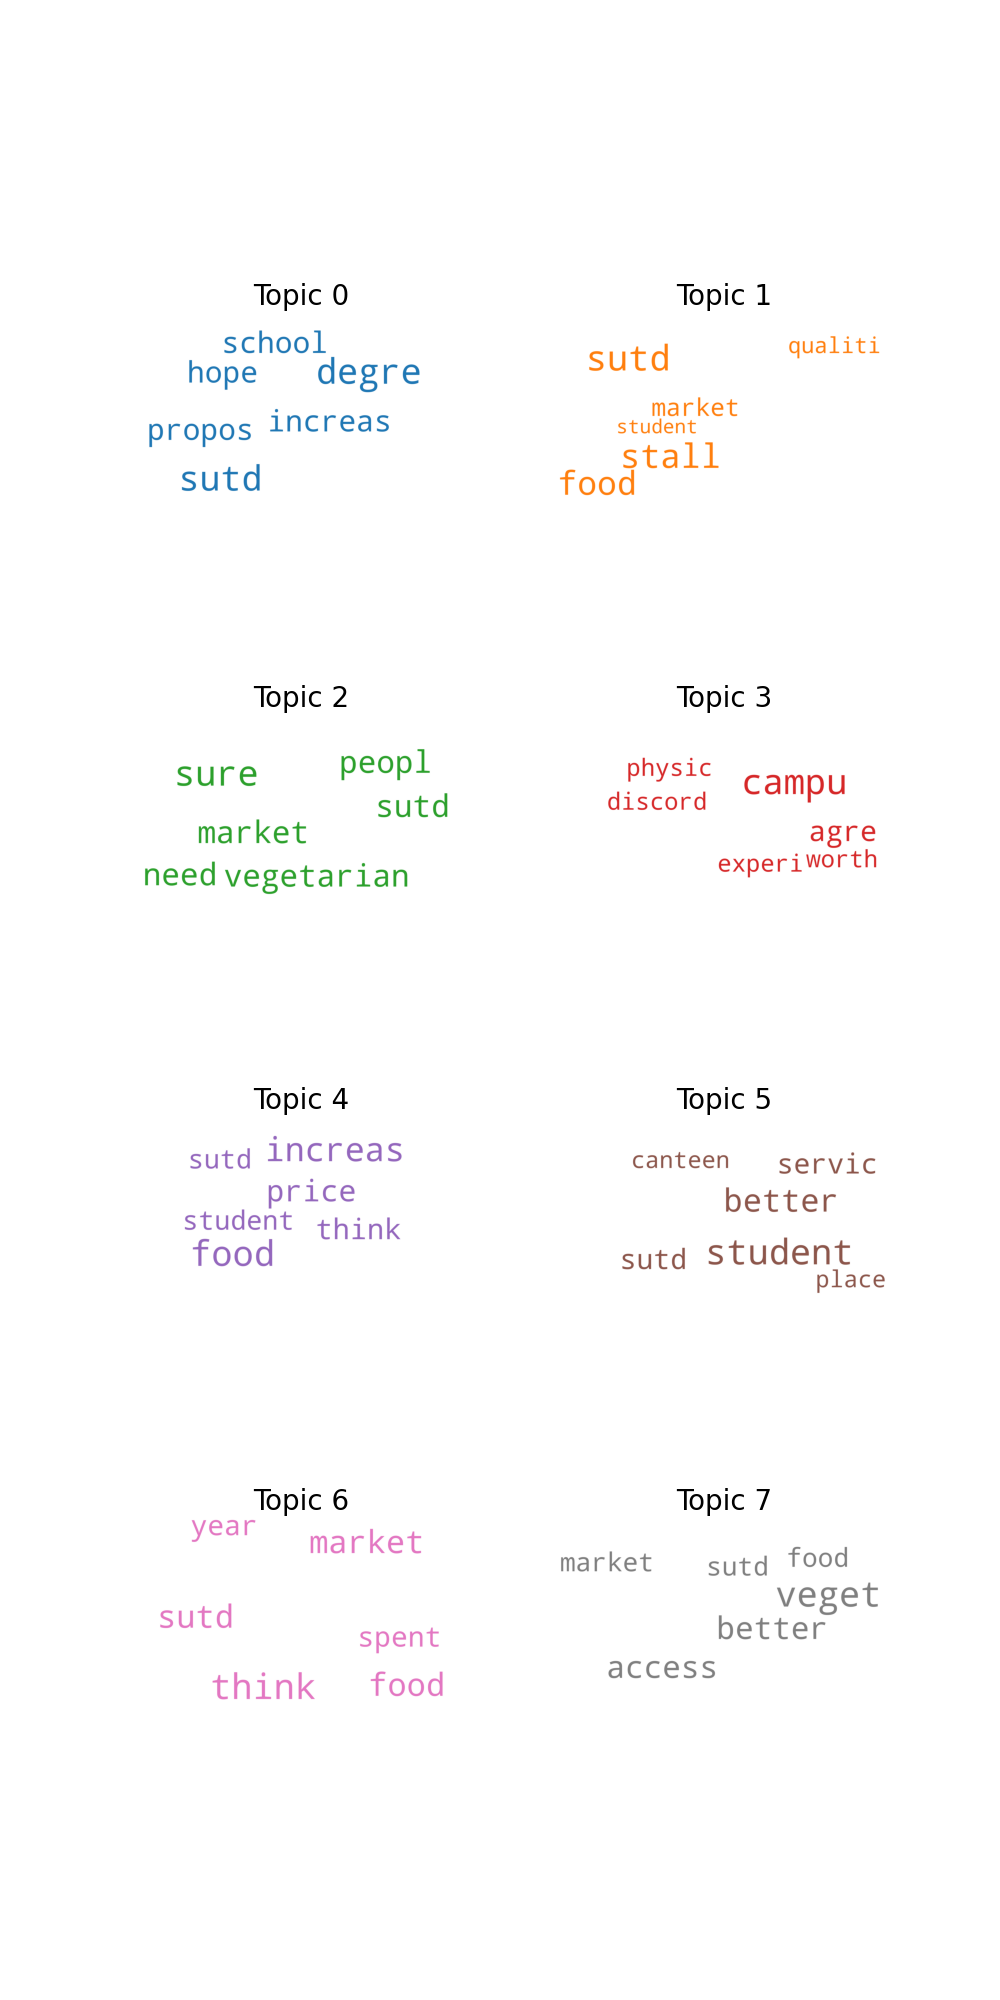 Topic 0
school
hope
degre
increas
propos
sutd
Topic 1
sutd
qualiti
market
student
stall
food
Topic 2
sure
peopl
sutd
market
need
vegetarian
Topic 3
physic
campu
discord
agre
experi
worth
Topic 4
sutd
increas
price
student
think
food
Topic 5
canteen
servic
better
sutd
student
place
Topic 6
year
market
sutd
spent
think
food
Topic 7
market
sutd
food
veget
better
access